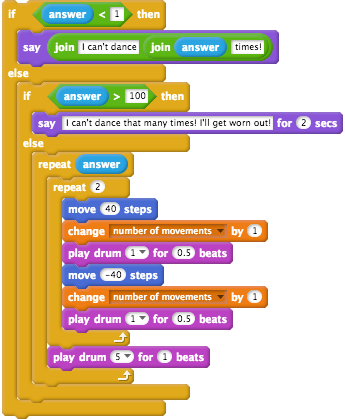 if answer < 1 then
say join I can't dance join answer times!
else
if answer > 100 then
say I can't dance that many times! I'll get worn out! for 2 secs
else
repeat answer
repeat 2
move 40 steps
change number of movements by 1
play drum 1 for 0.5 beats
move -40 steps
change number of movements by 1
play drum 1 for 0.5 beats
play drum 5 for 1 beats